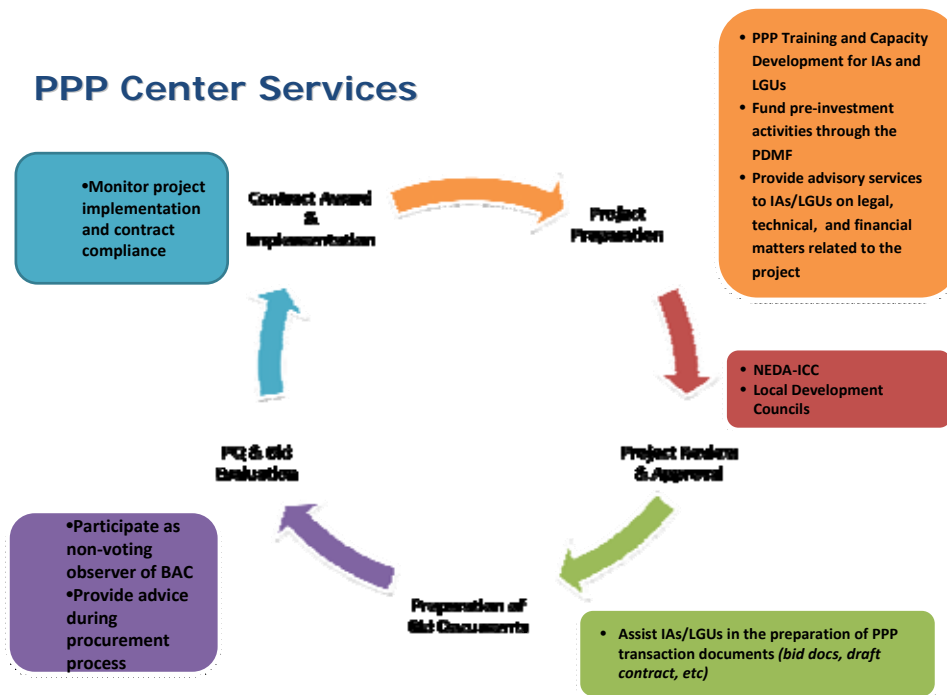 PPP Center Services
• PPP Training and Capacity
Development for IAs and
LGUs
• Fund pre-investment
activities through the
PDMF
• Provide advisory services
to IAs/LGUs on legal,
technical, and financial
matters related to the
project
•Monitor project
implementation
and contract
compliance
Contract Award
&
Implementation
Project
Preparation
• NEDA-ICC
• Local Development
Councils
PQ & Bid
Evaluation
Project Review
& Approval
•Participate as
non-voting
observer of BAC
•Provide advice
during
procurement
process
Preparation of
Bid Documents
• Assist IAs/LGUs in the preparation of PPP
transaction documents (bid docs, draft
contract, etc)